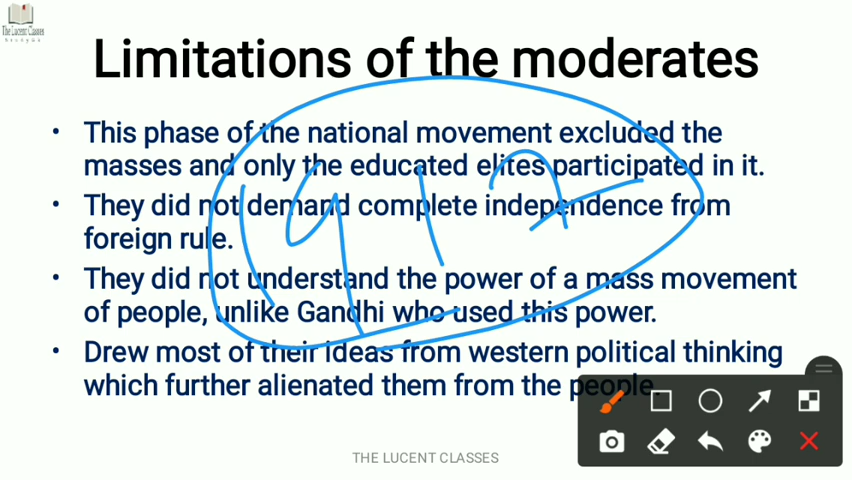 The Lucent Classes
Limitations of the moderates
• This phase of the national movement excluded the
masses and only the educated elites participated in it.
• They did not demand complete independence from
foreign rule.
• They did not understand the power of a mass movement
of people, unlike Gandhi who used this power.
• Drew most of their ideas from western political thinking
which further alienated them from the people.
1917
THE LUCENT CLASSES